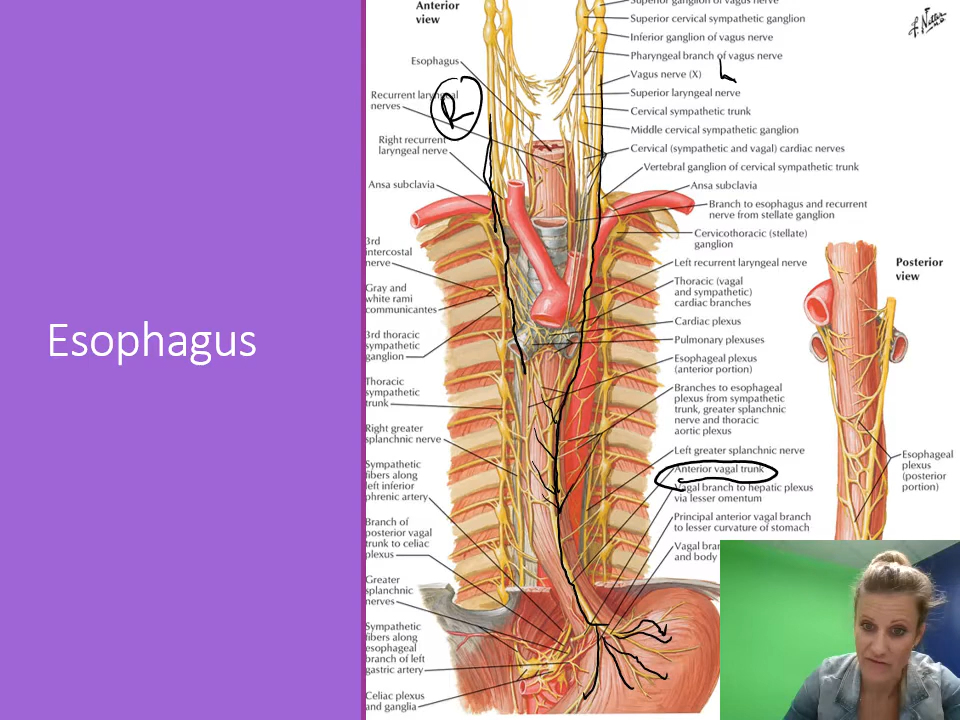 Esophagus
Anterior
view
Esophagus
Recurrent laryngeal
nerves
Right recurrent
laryngeal nerve
Ansa subclavia
3rd
intercostal
nerve
Gray and
white rami
communicantes
3rd thoracic
sympathetic
ganglion
Thoracic
sympathetic
trunk
Right greater
splanchnic nerve
Sympathetic
fibers along
left inferior
phrenic artery
Branch of
posterior vagal
trunk to celiac
plexus
Greater
splanchnic
nerves
Sympathetic
fibers along
esophageal
branch of left
gastric artery
Celiac plexus
and ganglia
R
L
Superior ganglion of vagus nerve
Superior cervical sympathetic ganglion
Inferior ganglion of vagus nerve
Pharyngeal branch of vagus nerve
Vagus nerve (X)
Superior laryngeal nerve
Cervical sympathetic trunk
Middle cervical sympathetic ganglion
Cervical (sympathetic and vagal) cardiac nerves
Vertebral ganglion of cervical sympathetic trunk
Ansa subclavia
Branch to esophagus and recurrent
nerve from stellate ganglion
Cervicothoracic (stellate)
ganglion
Left recurrent laryngeal nerve
Thoracic (vagal
and sympathetic)
cardiac branches
Cardiac plexus
Pulmonary plexuses
Esophageal plexus
(anterior portion)
Branches to esophageal
plexus from sympathetic
trunk, greater splanchnic
nerve and thoracic
aortic plexus
Left greater splanchnic nerve
Anterior vagal trunk
Vagal branch to hepatic plexus
via lesser omentum
Principal anterior vagal branch
to lesser curvature of stomach
Vagal
and body
F. Netter
M.D.
Posterior
view
Esophageal
plexus
(posterior
portion)